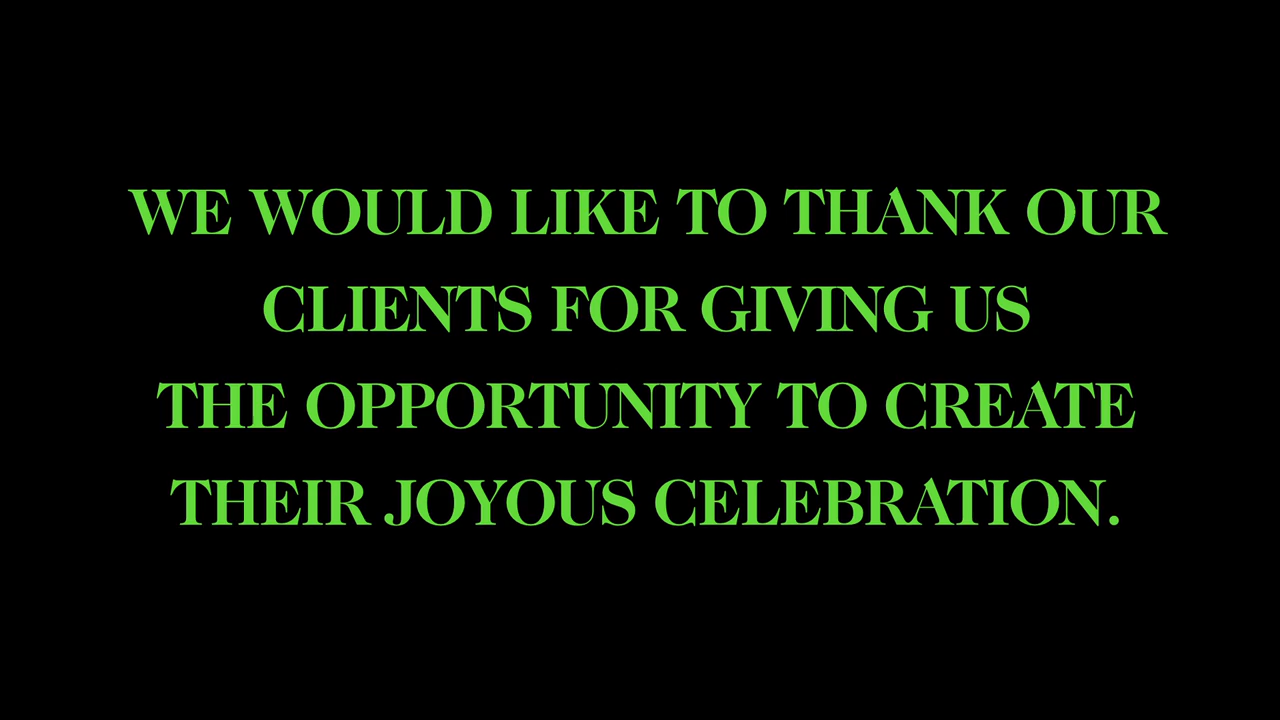 WE WOULD LIKE TO THANK OUR
CLIENTS FOR GIVING US
THE OPPORTUNITY TO CREATE
THEIR JOYOUS CELEBRATION.